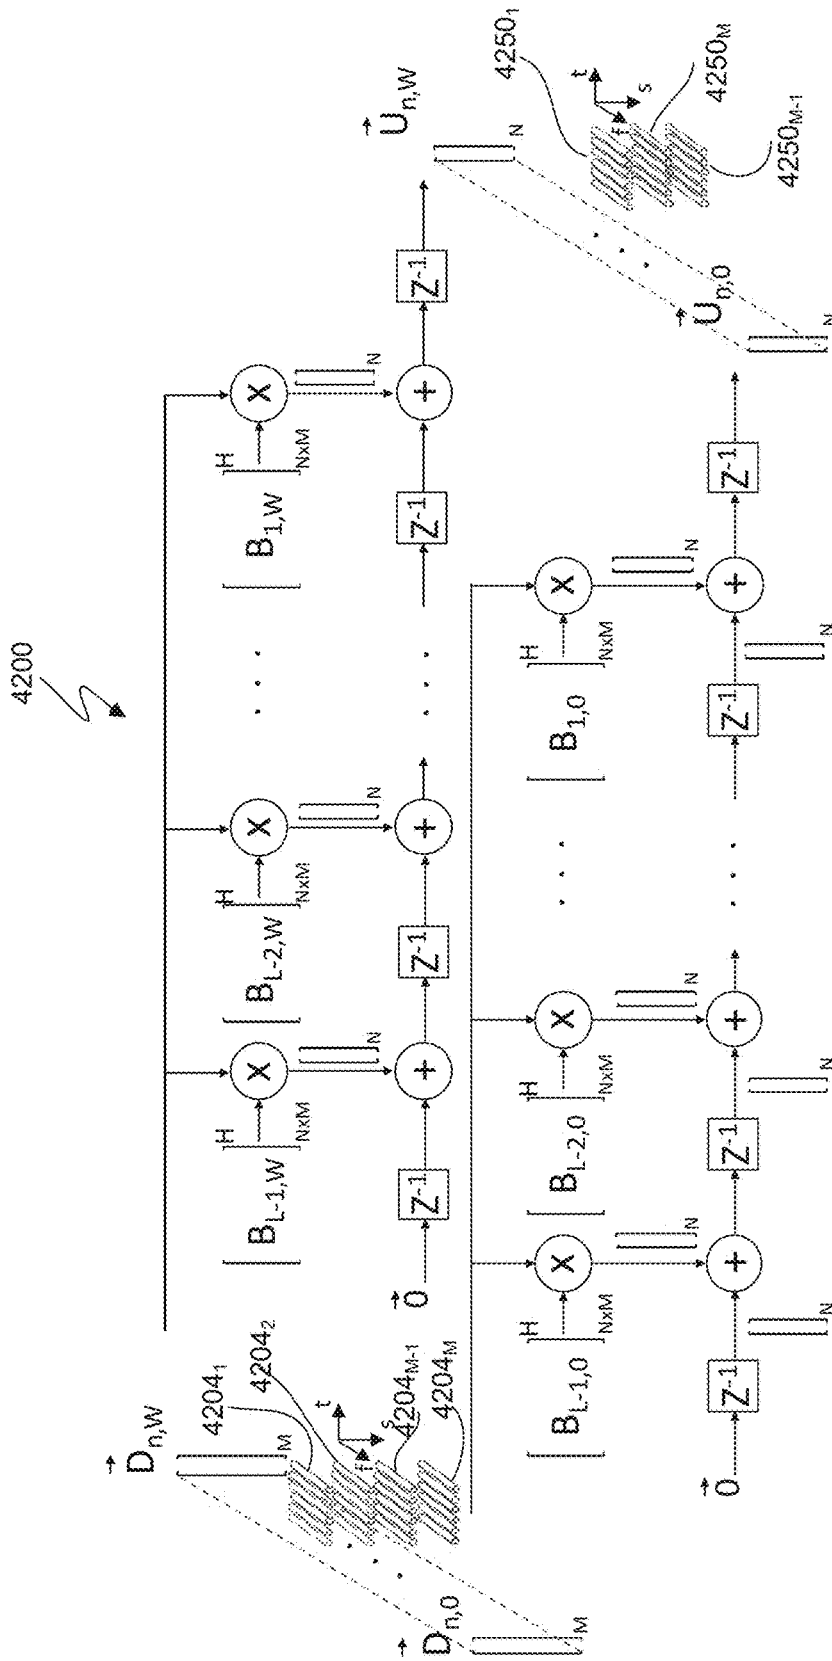 4200
D⃗n,W
M
4204₁
4204₂
4204M-1
4204M
t
s
f
D⃗n,0
M
[ BL-1,W ]ᴴ NxM
X
N
[ BL-2,W ]ᴴ NxM
X
N
. . .
[ B1,W ]ᴴ NxM
X
N
0⃗
Z⁻¹
+
Z⁻¹
+
. . .
Z⁻¹
+
Z⁻¹
U⃗n,W
N
[ BL-1,0 ]ᴴ NxM
X
N
[ BL-2,0 ]ᴴ NxM
X
N
. . .
[ B1,0 ]ᴴ NxM
X
N
0⃗
Z⁻¹
N
+
Z⁻¹
N
+
. . .
Z⁻¹
N
+
Z⁻¹
U⃗n,0
N
4250₁
4250M
4250M-1
t
s
f